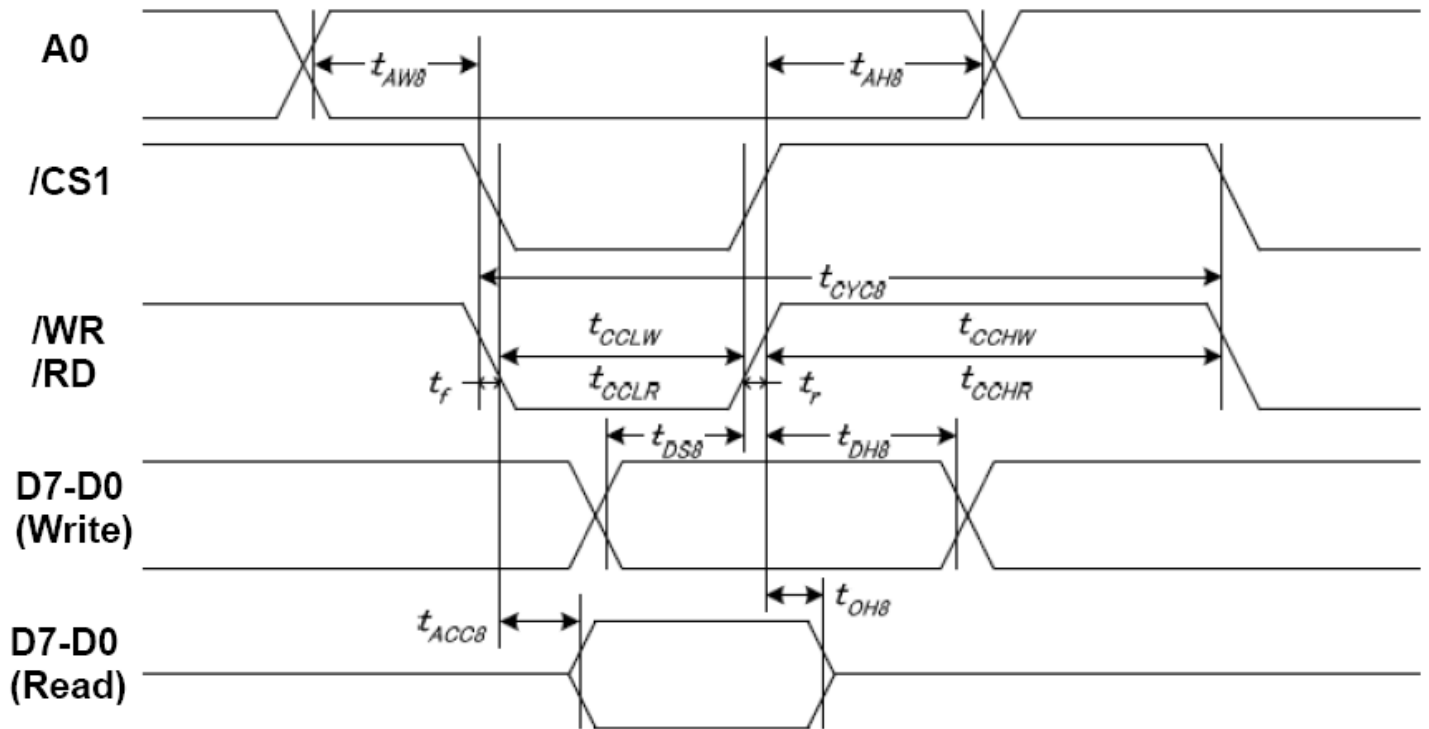 A0
t_AW8
t_AH8
/CS1
t_CYC8
/WR
/RD
t_CCLW
t_CCHW
t_f
t_CCLR
t_r
t_CCHR
t_DS8
t_DH8
D7-D0
(Write)
t_ACC8
t_OH8
D7-D0
(Read)